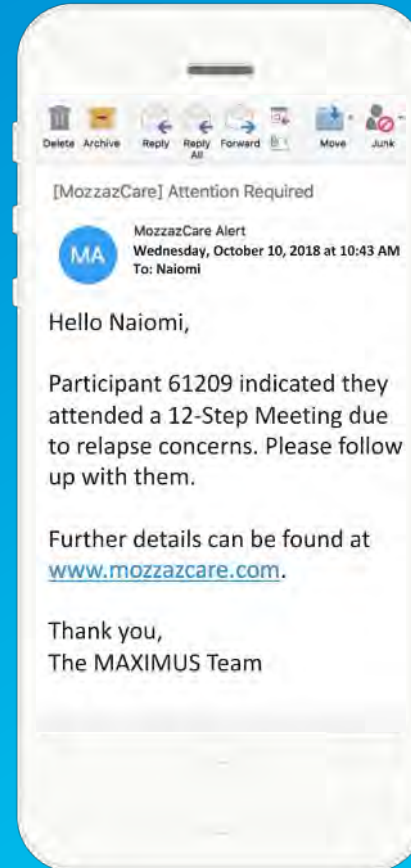 Delete Archive Reply Reply All Forward Move Junk
[MozzazCare] Attention Required
MA
MozzazCare Alert
Wednesday, October 10, 2018 at 10:43 AM
To: Naiomi
Hello Naiomi,
Participant 61209 indicated they
attended a 12-Step Meeting due
to relapse concerns. Please follow
up with them.
Further details can be found at
www.mozzazcare.com.
Thank you,
The MAXIMUS Team